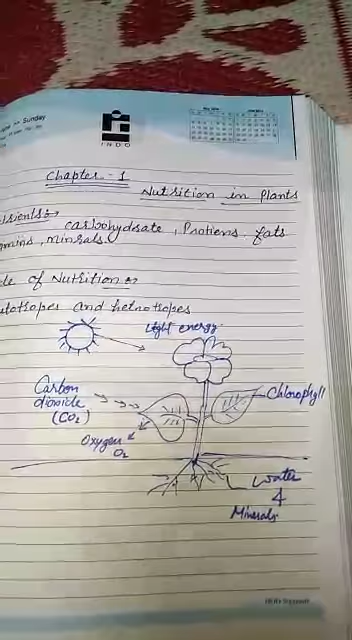 Sunday
INDO
Chapter - 1
Nutrition in Plants
carbohydrate, Protiens, fats
minrals.
of Nutrition :-
and hetrotropes
Light energy
Carbon
dioxide
(CO₂)
Chlorophyll
Oxygen
O₂
Water
&
Minerals